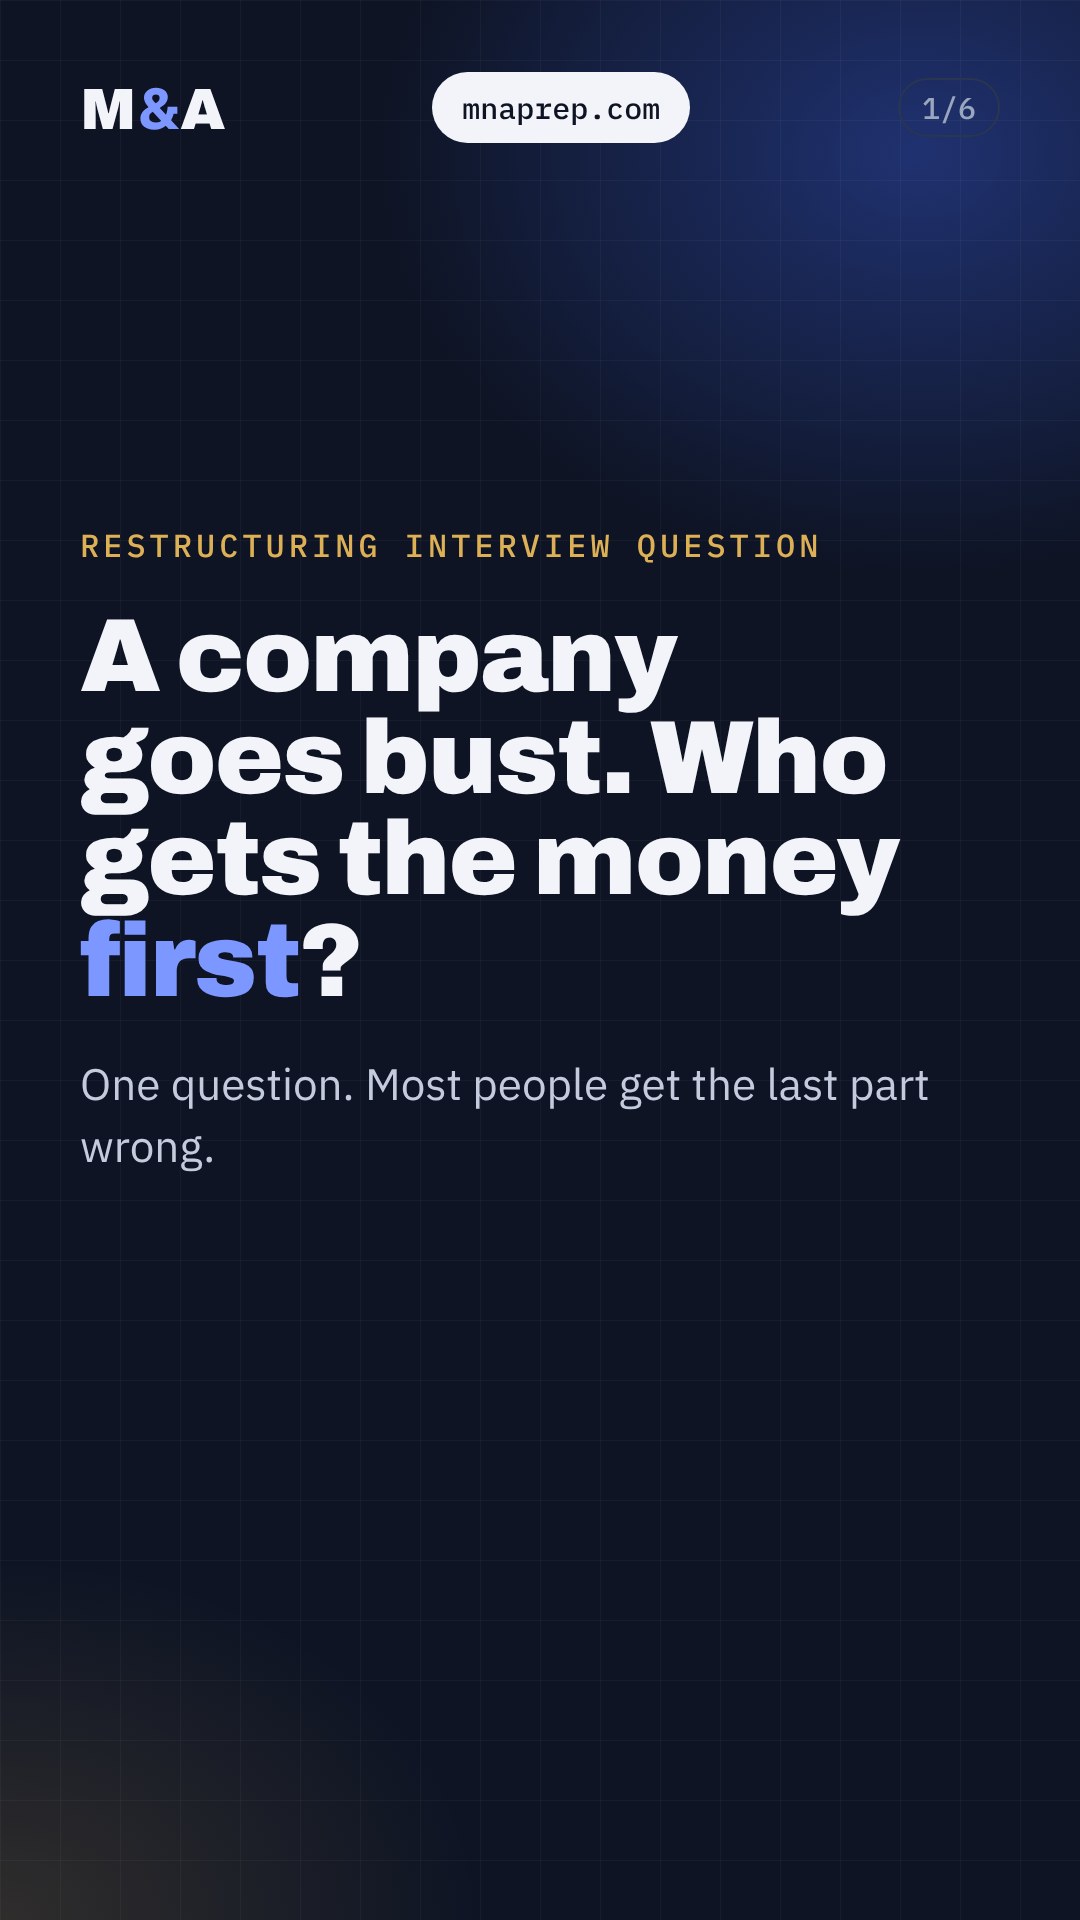 M&A
mnaprep.com
1/6
RESTRUCTURING INTERVIEW QUESTION
A company
goes bust. Who
gets the money
first?
One question. Most people get the last part
wrong.